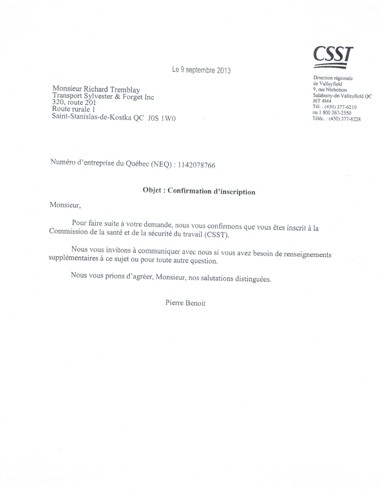 Le 9 septembre 2013
CSST
Direction régionale
de Valleyfield
9, rue Nicholson
Salaberry-de-Valleyfield QC
J6T 4M4
Tél : (450) 377-6210
ou 1 800 267-2550
Téléc. : (450) 377-8228
Monsieur Richard Tremblay
Transport Sylvester & Forget Inc
320, route 201
Route rurale 1
Saint-Stanislas-de-Kostka QC J0S 1W0
Numéro d'entreprise du Québec (NEQ) : 1142078766
Objet : Confirmation d'inscription
Monsieur,
Pour faire suite à votre demande, nous vous confirmons que vous êtes inscrit à la
Commission de la santé et de la sécurité du travail (CSST).
Nous vous invitons à communiquer avec nous si vous avez besoin de renseignements
supplémentaires à ce sujet ou pour toute autre question.
Nous vous prions d'agréer, Monsieur, nos salutations distinguées.
Pierre Benoit